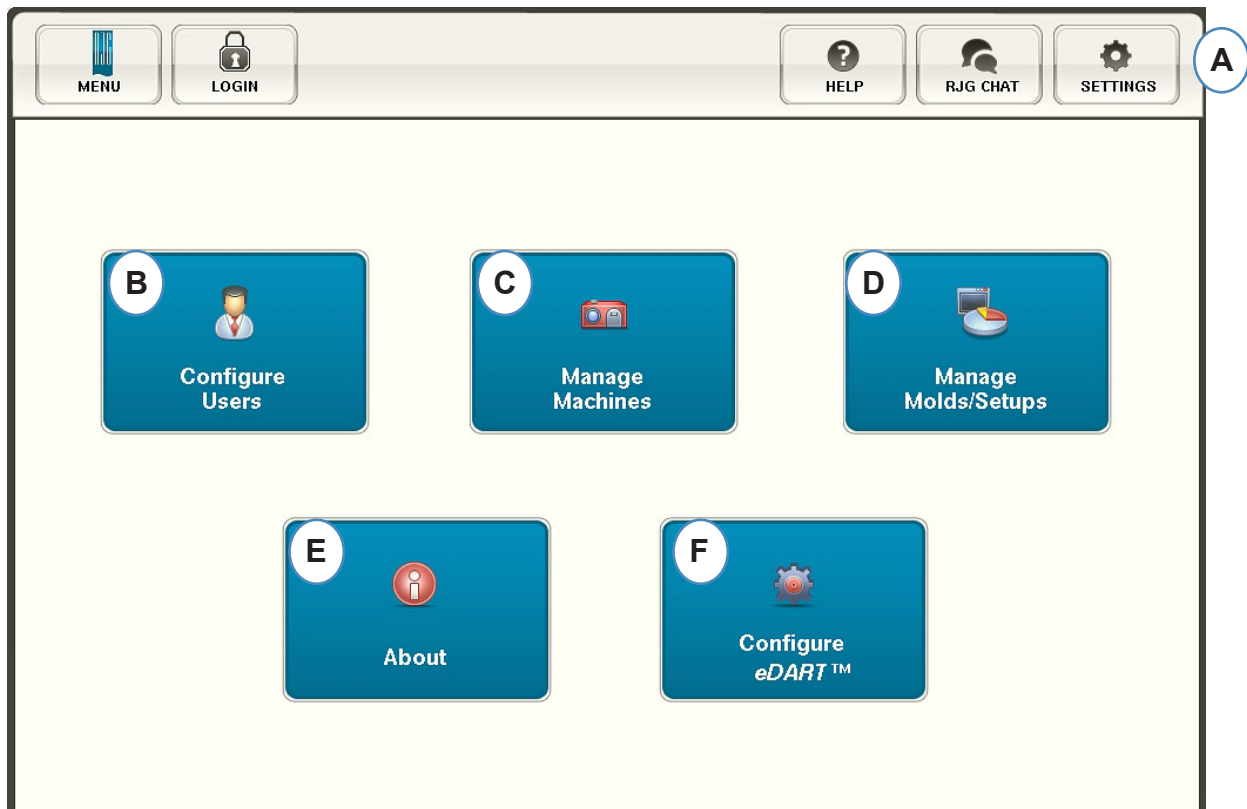 MENU
LOGIN
HELP
RJG CHAT
SETTINGS
A
B
Configure
Users
C
Manage
Machines
D
Manage
Molds/Setups
E
About
F
Configure
eDART™